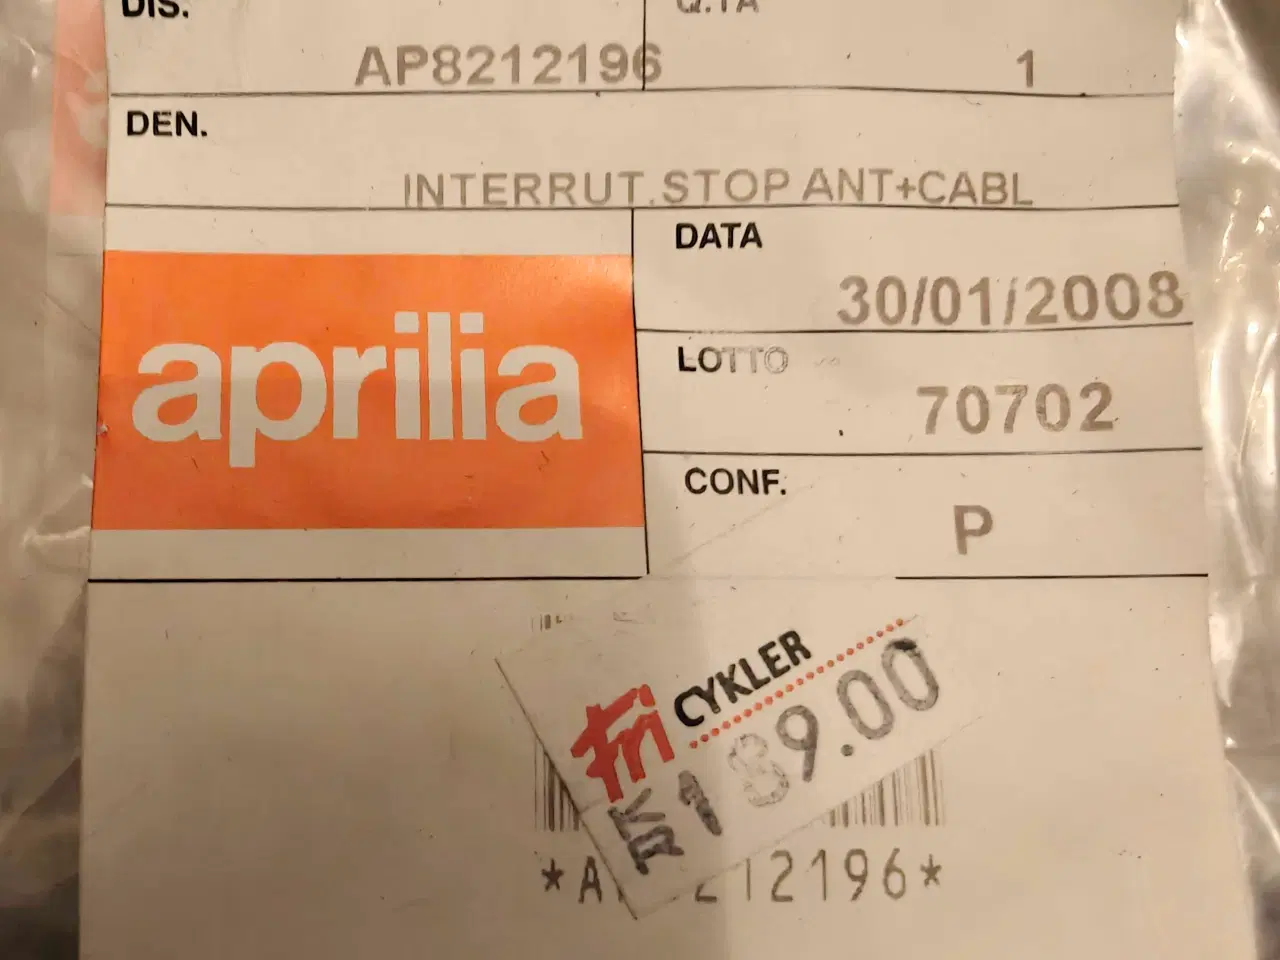 DIS.
Q.TA
AP8212196
1
DEN.
INTERRUT.STOP ANT+CABL
aprilia
DATA
30/01/2008
LOTTO
70702
CONF.
P
Fri CYKLER
189.00
*A 212196*